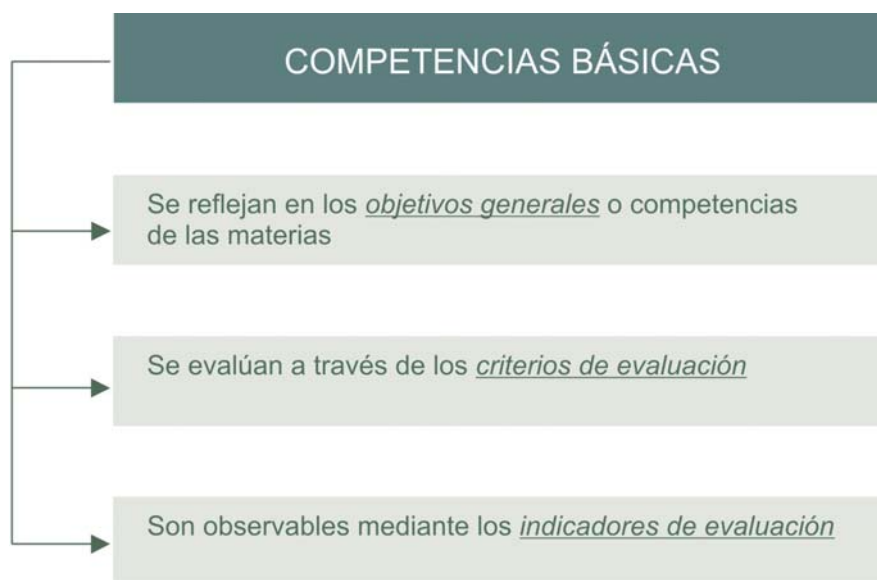 COMPETENCIAS BÁSICAS
Se reflejan en los objetivos generales o competencias
de las materias
Se evalúan a través de los criterios de evaluación
Son observables mediante los indicadores de evaluación